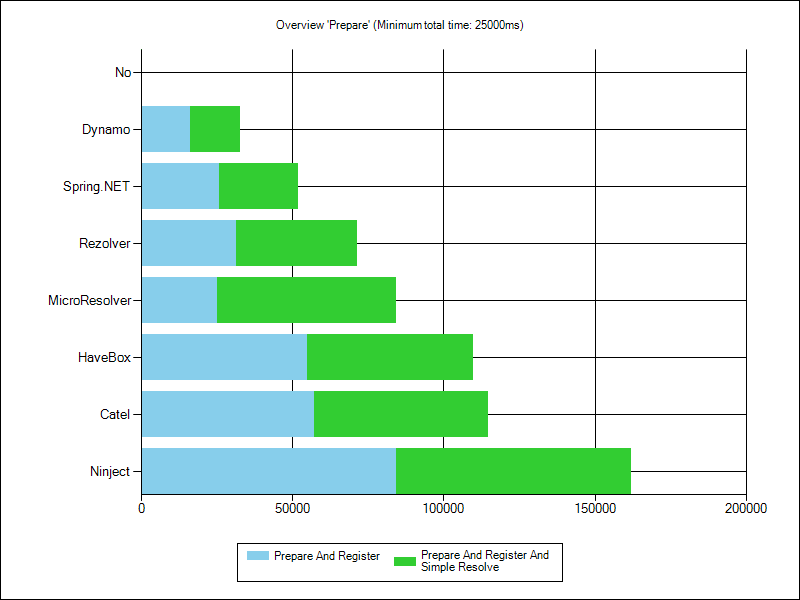 Overview 'Prepare' (Minimum total time: 25000ms)
No
Dynamo
Spring.NET
Rezolver
MicroResolver
HaveBox
Catel
Ninject
0 50000 100000 150000 200000
Prepare And Register
Prepare And Register And
Simple Resolve